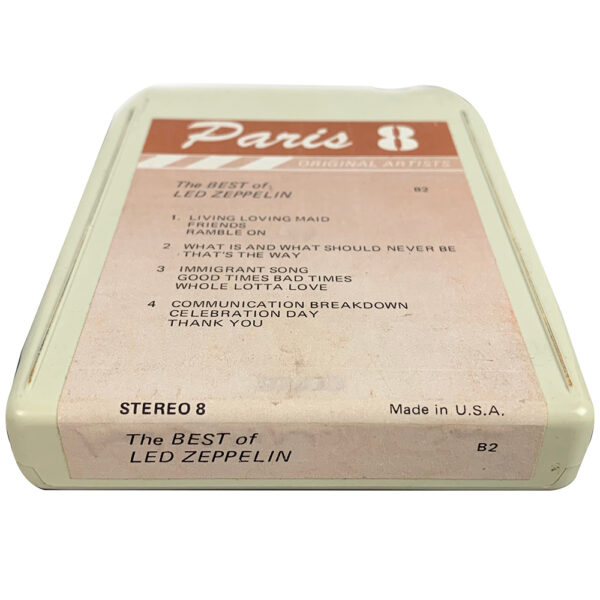 Paris 8
ORIGINAL ARTISTS
The BEST of
LED ZEPPELIN
B2
1. LIVING LOVING MAID
FRIENDS
RAMBLE ON
2 WHAT IS AND WHAT SHOULD NEVER BE
THAT'S THE WAY
3 IMMIGRANT SONG
GOOD TIMES BAD TIMES
WHOLE LOTTA LOVE
4 COMMUNICATION BREAKDOWN
CELEBRATION DAY
THANK YOU
STEREO 8
Made in U.S.A.
The BEST of
LED ZEPPELIN
B2